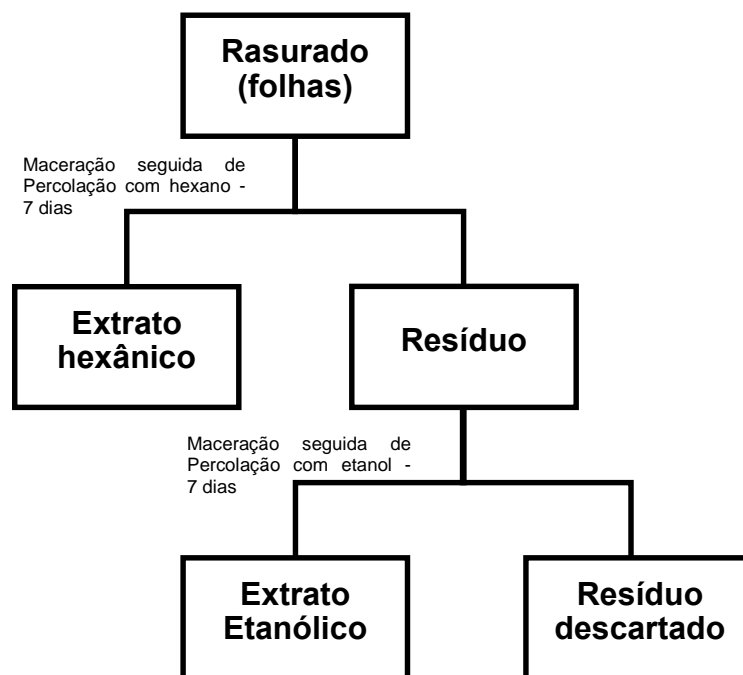 Rasurado
(folhas)
Maceração seguida de
Percolação com hexano -
7 dias
Extrato
hexânico
Resíduo
Maceração seguida de
Percolação com etanol -
7 dias
Extrato
Etanólico
Resíduo
descartado